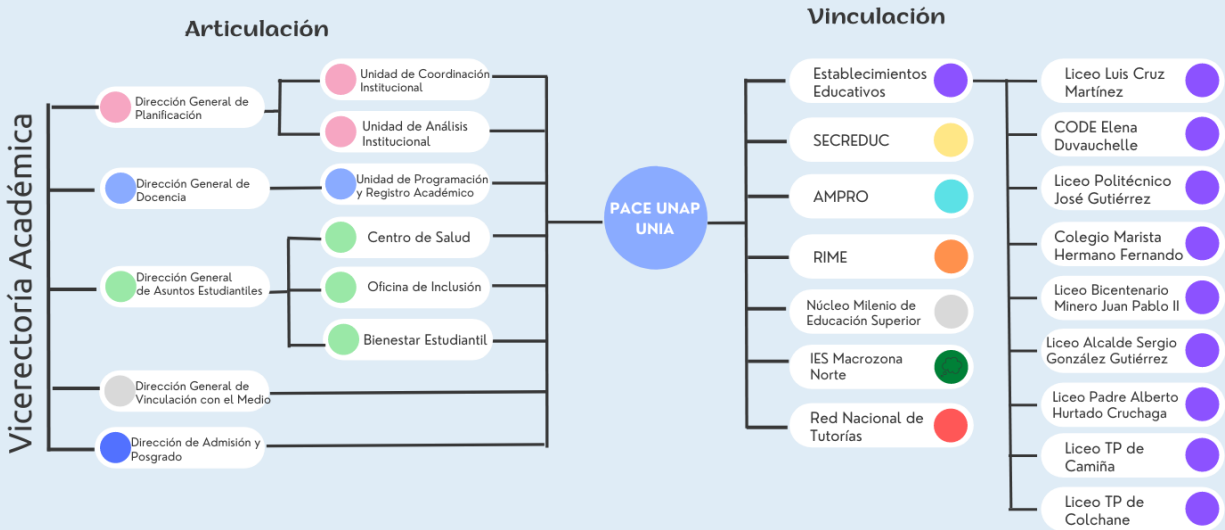 Articulación
Vinculación
Vicerectoría Académica
Dirección General de
Planificación
Unidad de Coordinación
Institucional
Unidad de Análisis
Institucional
Dirección General de
Docencia
Unidad de Programación
y Registro Académico
Dirección General
de Asuntos Estudiantiles
Centro de Salud
Oficina de Inclusión
Bienestar Estudiantil
Dirección General de
Vinculación con el Medio
Dirección de Admisión y
Posgrado
PACE UNAP
UNIA
Establecimientos
Educativos
SECREDUC
AMPRO
RIME
Núcleo Milenio de
Educación Superior
IES Macrozona
Norte
Red Nacional de
Tutorías
Liceo Luis Cruz
Martínez
CODE Elena
Duvauchelle
Liceo Politécnico
José Gutiérrez
Colegio Marista
Hermano Fernando
Liceo Bicentenario
Minero Juan Pablo II
Liceo Alcalde Sergio
González Gutiérrez
Liceo Padre Alberto
Hurtado Cruchaga
Liceo TP de
Camiña
Liceo TP de
Colchane